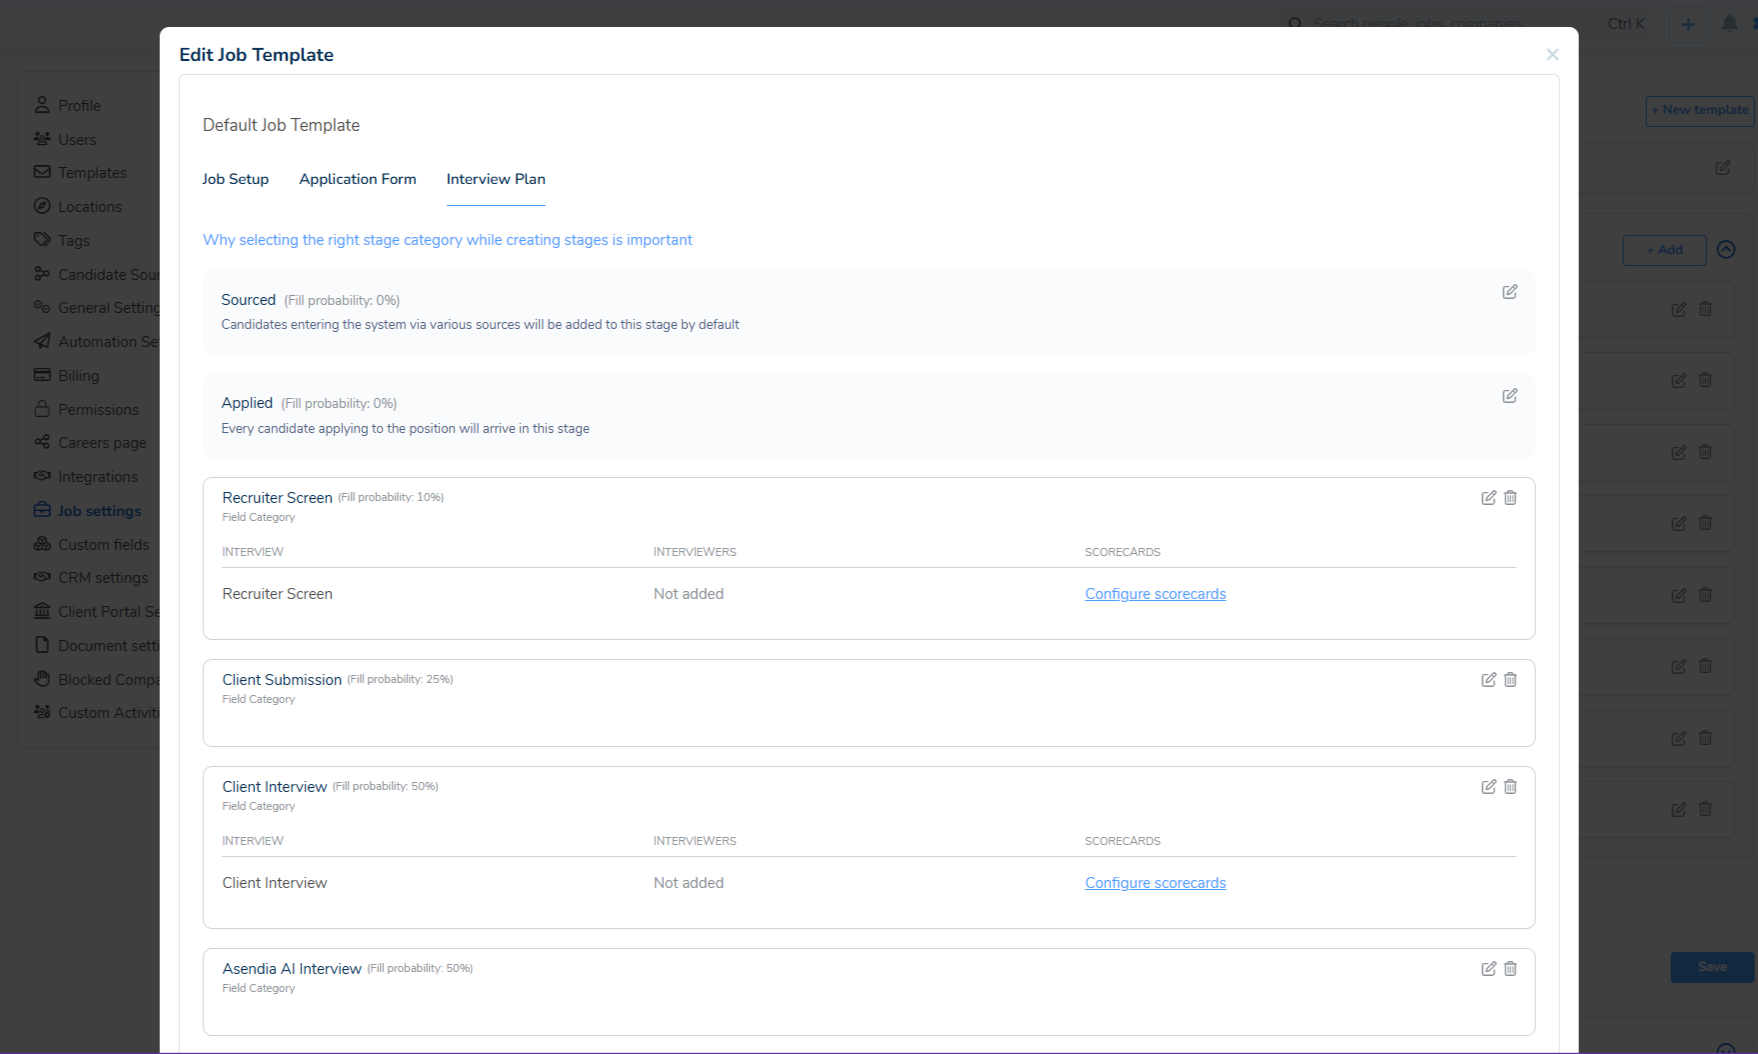 Search people, jobs, companies
Ctrl K
Edit Job Template
Profile
Users
Templates
Locations
Tags
Candidate Sour
General Setting
Automation Se
Billing
Permissions
Careers page
Integrations
Job settings
Custom fields
CRM settings
Client Portal Se
Document setti
Blocked Compa
Custom Activiti
Default Job Template
Job Setup Application Form Interview Plan
Why selecting the right stage category while creating stages is important
Sourced (Fill probability: 0%)
Candidates entering the system via various sources will be added to this stage by default
Applied (Fill probability: 0%)
Every candidate applying to the position will arrive in this stage
Recruiter Screen (Fill probability: 10%)
Field Category
INTERVIEW INTERVIEWERS SCORECARDS
Recruiter Screen Not added Configure scorecards
Client Submission (Fill probability: 25%)
Field Category
Client Interview (Fill probability: 50%)
Field Category
INTERVIEW INTERVIEWERS SCORECARDS
Client Interview Not added Configure scorecards
Asendia AI Interview (Fill probability: 50%)
Field Category
+ New template
+ Add
Save